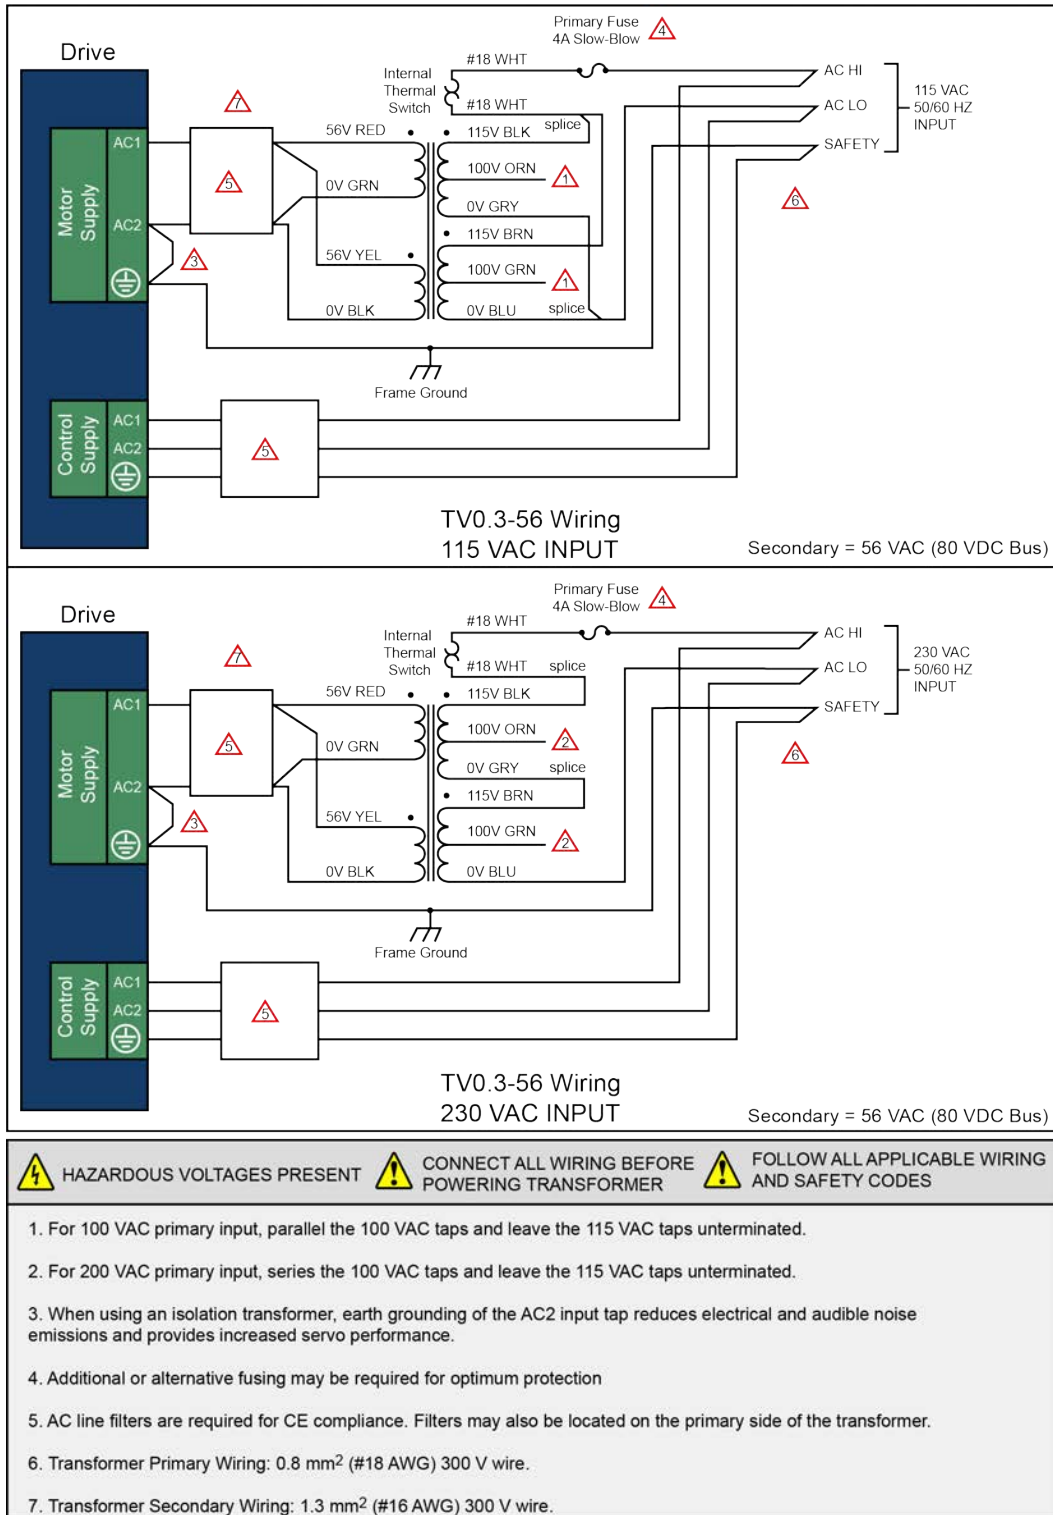 Primary Fuse
4A Slow-Blow
4
Drive
#18 WHT
Internal
Thermal
Switch
AC HI
115 VAC
50/60 HZ
INPUT
7
#18 WHT
AC LO
splice
56V RED
115V BLK
AC1
SAFETY
100V ORN
1
5
0V GRN
6
Motor
Supply
0V GRY
AC2
115V BRN
3
56V YEL
100V GRN
1
0V BLK
0V BLU
splice
Frame Ground
Control
Supply
AC1
AC2
5
TV0.3-56 Wiring
115 VAC INPUT
Secondary = 56 VAC (80 VDC Bus)
Primary Fuse
4A Slow-Blow
4
Drive
#18 WHT
Internal
Thermal
Switch
AC HI
230 VAC
50/60 HZ
INPUT
7
#18 WHT
splice
AC LO
56V RED
115V BLK
AC1
SAFETY
100V ORN
2
5
0V GRN
6
Motor
Supply
0V GRY
splice
AC2
115V BRN
3
56V YEL
100V GRN
2
0V BLK
0V BLU
Frame Ground
Control
Supply
AC1
AC2
5
TV0.3-56 Wiring
230 VAC INPUT
Secondary = 56 VAC (80 VDC Bus)
HAZARDOUS VOLTAGES PRESENT
CONNECT ALL WIRING BEFORE
POWERING TRANSFORMER
FOLLOW ALL APPLICABLE WIRING
AND SAFETY CODES
1. For 100 VAC primary input, parallel the 100 VAC taps and leave the 115 VAC taps unterminated.
2. For 200 VAC primary input, series the 100 VAC taps and leave the 115 VAC taps unterminated.
3. When using an isolation transformer, earth grounding of the AC2 input tap reduces electrical and audible noise
emissions and provides increased servo performance.
4. Additional or alternative fusing may be required for optimum protection
5. AC line filters are required for CE compliance. Filters may also be located on the primary side of the transformer.
6. Transformer Primary Wiring: 0.8 mm² (#18 AWG) 300 V wire.
7. Transformer Secondary Wiring: 1.3 mm² (#16 AWG) 300 V wire.